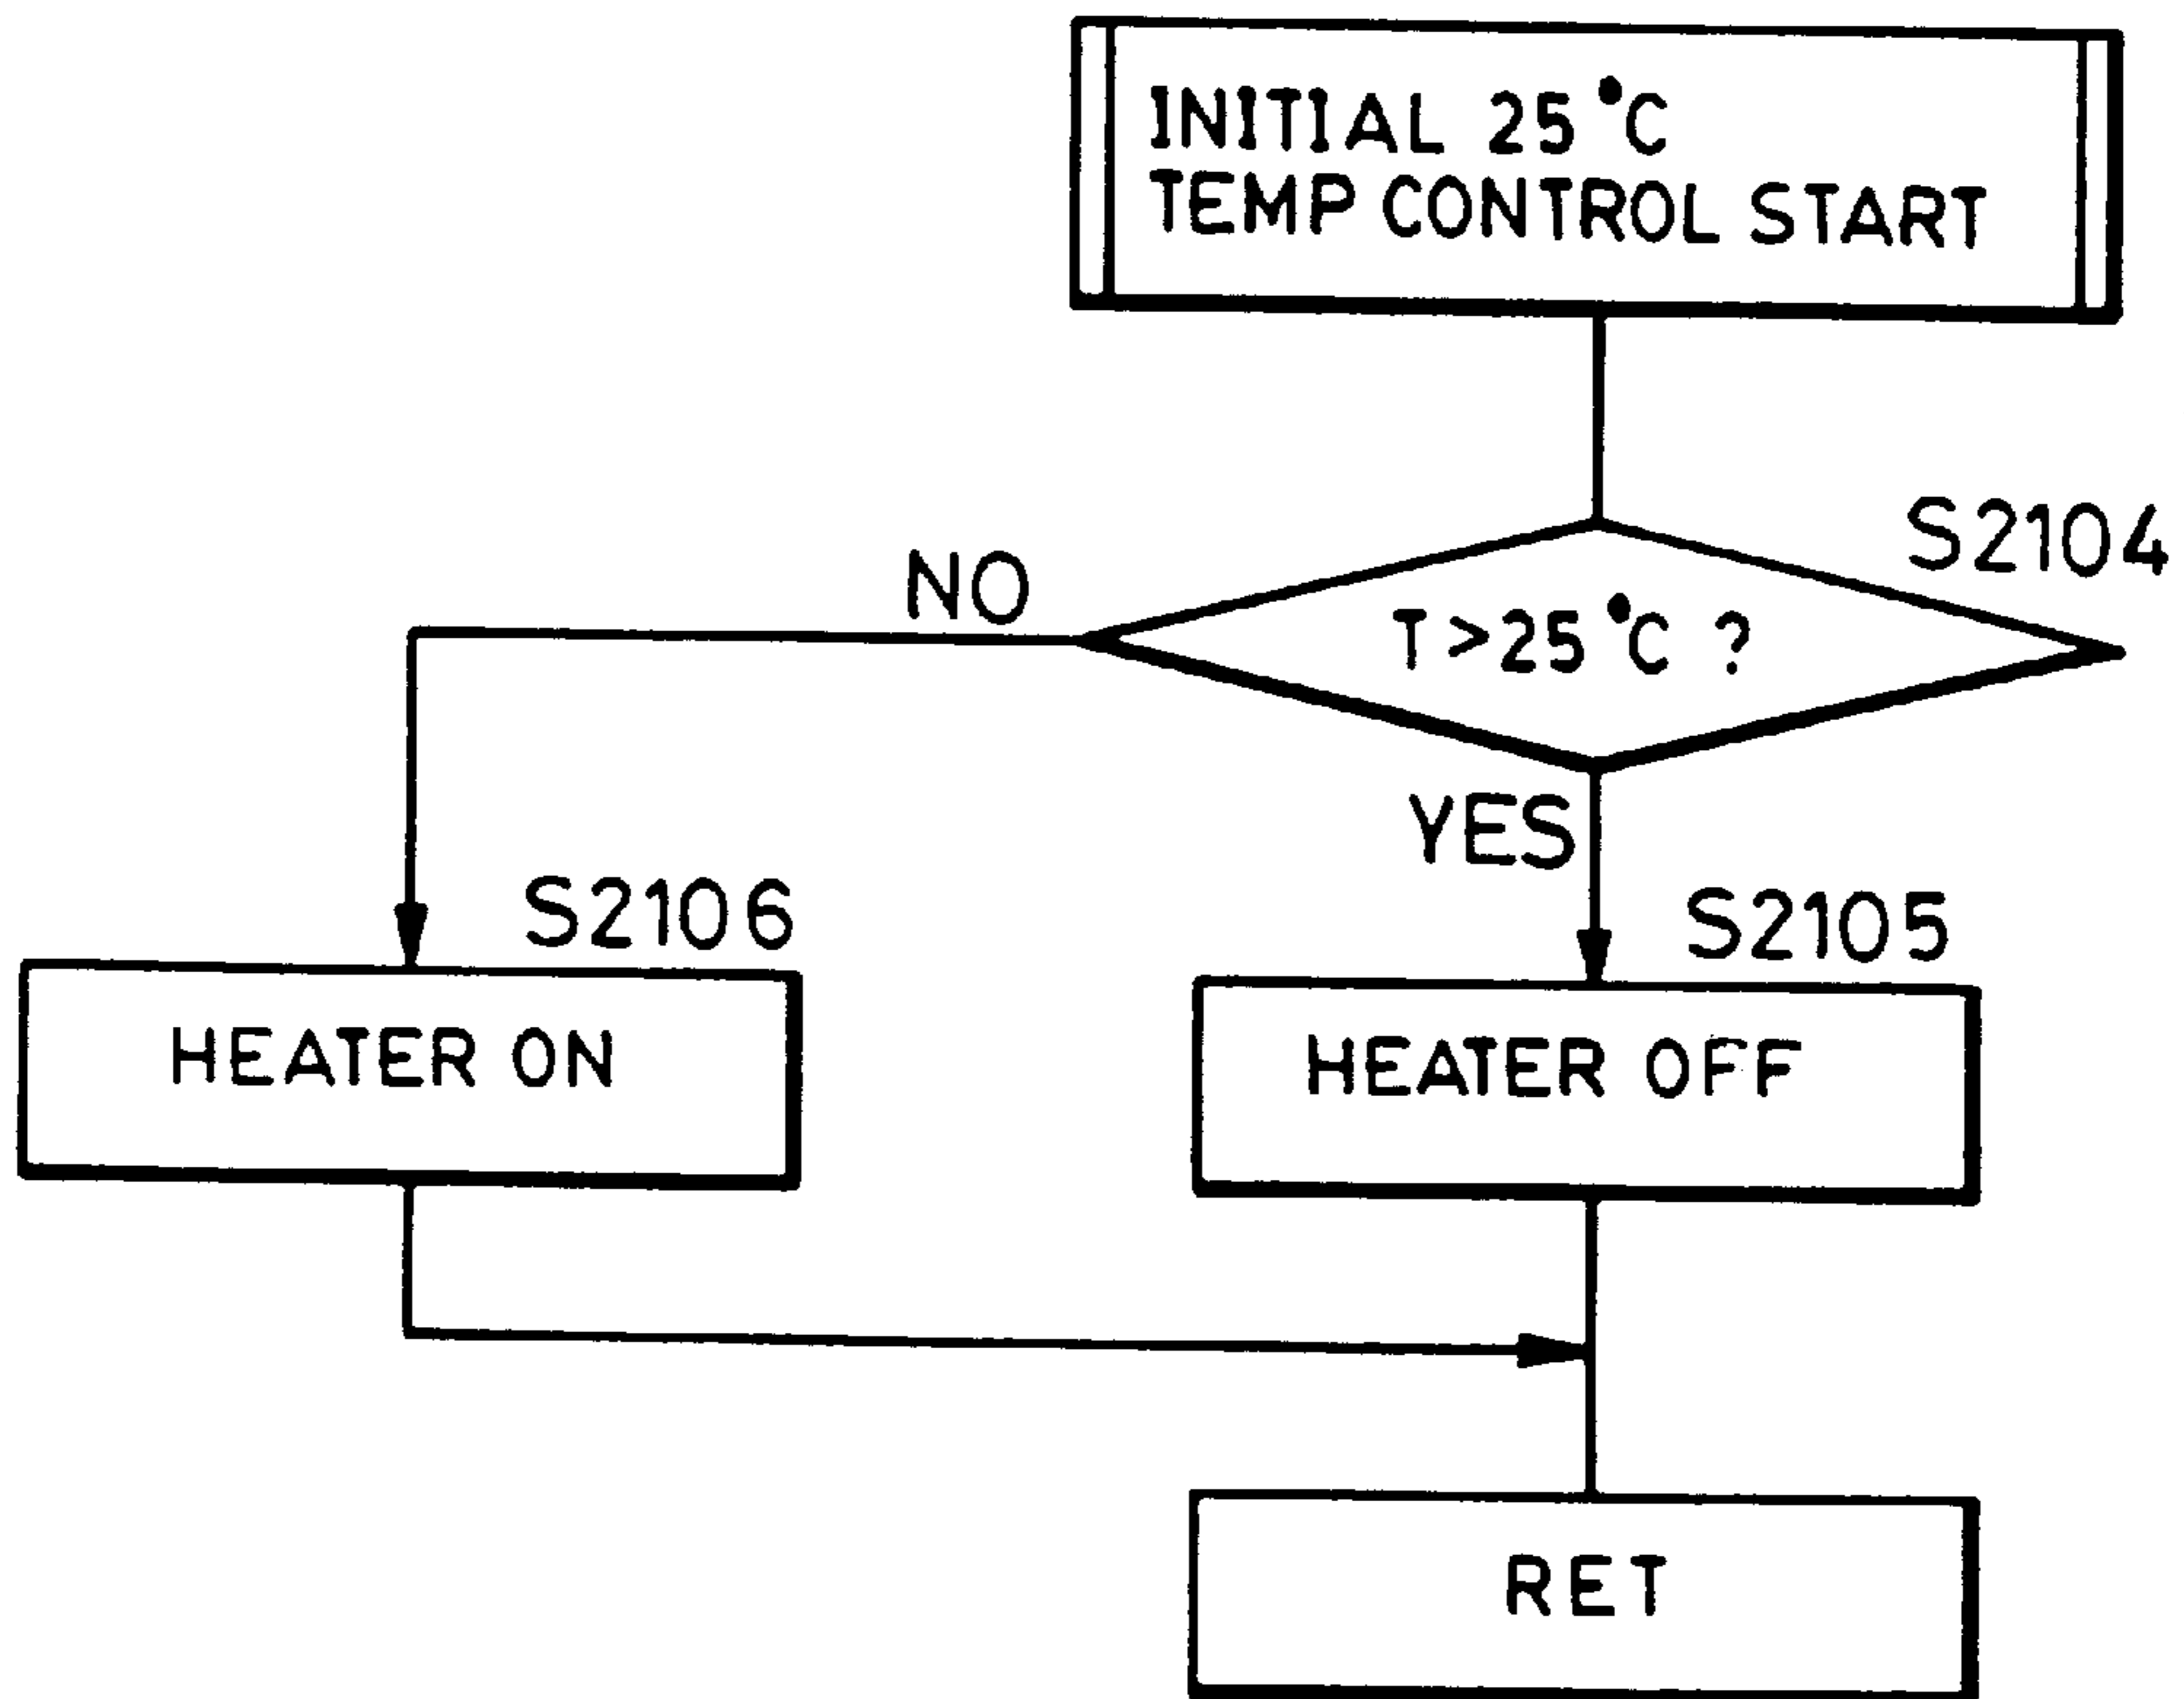 INITIAL 25°C
TEMP CONTROL START
S2104
NO
T>25°C ?
YES
S2106
S2105
HEATER ON
HEATER OFF
RET